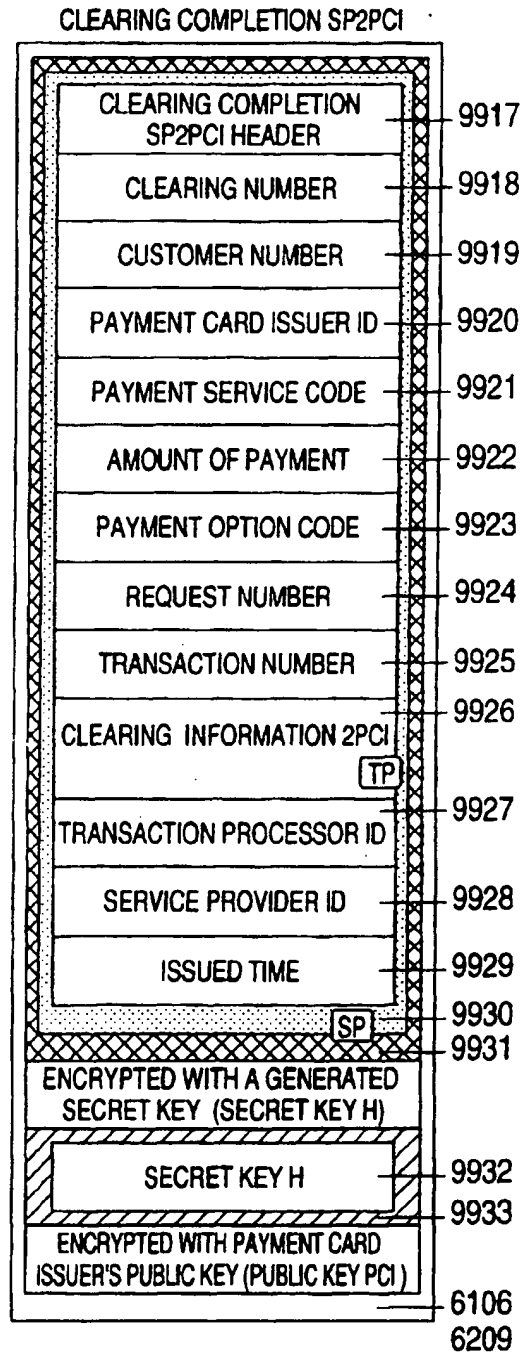 CLEARING COMPLETION SP2PCI
CLEARING COMPLETION
SP2PCI HEADER
9917
CLEARING NUMBER
9918
CUSTOMER NUMBER
9919
PAYMENT CARD ISSUER ID
9920
PAYMENT SERVICE CODE
9921
AMOUNT OF PAYMENT
9922
PAYMENT OPTION CODE
9923
REQUEST NUMBER
9924
TRANSACTION NUMBER
9925
9926
CLEARING INFORMATION 2PCI
TP
9927
TRANSACTION PROCESSOR ID
SERVICE PROVIDER ID
9928
ISSUED TIME
9929
SP
9930
9931
ENCRYPTED WITH A GENERATED
SECRET KEY (SECRET KEY H)
SECRET KEY H
9932
9933
ENCRYPTED WITH PAYMENT CARD
ISSUER'S PUBLIC KEY (PUBLIC KEY PCI)
6106
6209